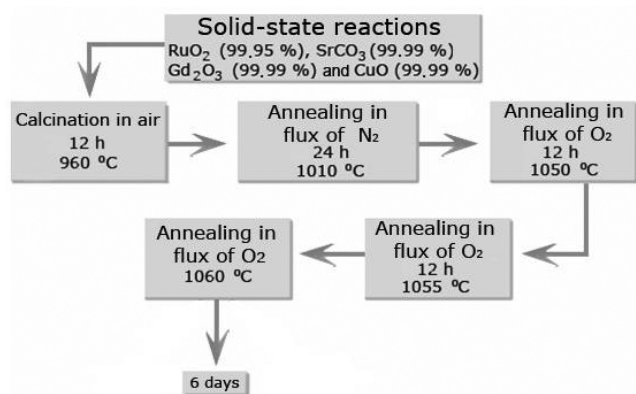 Solid-state reactions
RuO₂ (99.95 %), SrCO₃ (99.99 %)
Gd₂O₃ (99.99 %) and CuO (99.99 %)
Calcination in air
12 h
960 ºC
Annealing in
flux of N₂
24 h
1010 ºC
Annealing in
flux of O₂
12 h
1050 ºC
Annealing in
flux of O₂
1060 ºC
Annealing in
flux of O₂
12 h
1055 ºC
6 days